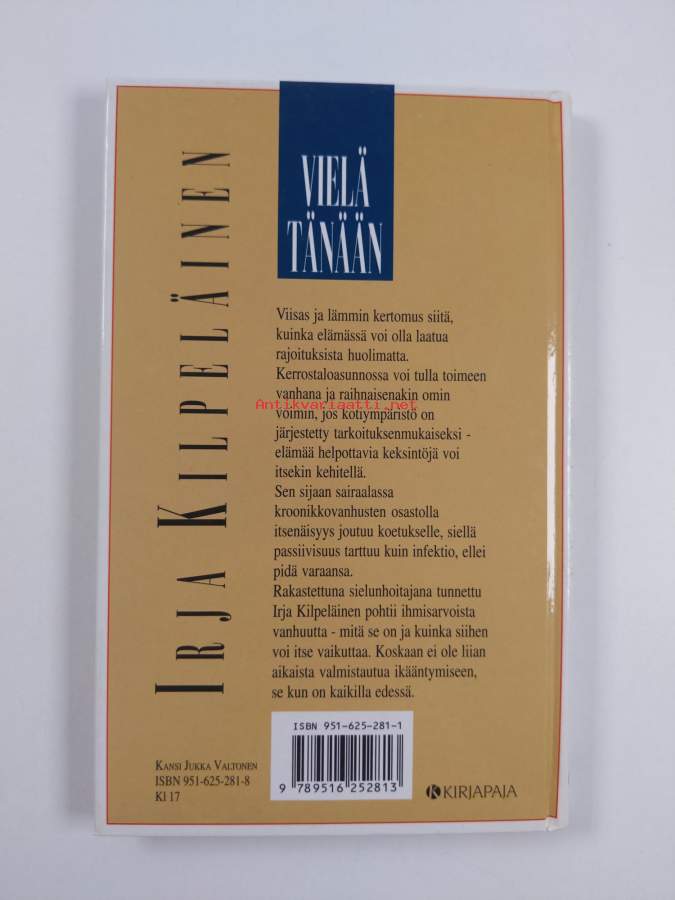 IRJA KILPELÄINEN
VIELÄ
TÄNÄÄN
Viisas ja lämmin kertomus siitä,
kuinka elämässä voi olla laatua
rajoituksista huolimatta.
Kerrostaloasunnossa voi tulla toimeen
vanhana ja raihnaisenakin omin
Antikvariaatti.net
voimin, jos kotiympäristö on
järjestetty tarkoituksenmukaiseksi -
elämää helpottavia keksintöjä voi
itsekin kehitellä.
Sen sijaan sairaalassa
kroonikkovanhusten osastolla
itsenäisyys joutuu koetukselle, siellä
passiivisuus tarttuu kuin infektio, ellei
pidä varaansa.
Rakastettuna sielunhoitajana tunnettu
Irja Kilpeläinen pohtii ihmisarvoista
vanhuutta - mitä se on ja kuinka siihen
voi itse vaikuttaa. Koskaan ei ole liian
aikaista valmistautua ikääntymiseen,
se kun on kaikilla edessä.
ISBN 951-625-281-1
9 789516 252813
KANSI JUKKA VALTONEN
ISBN 951-625-281-8
Kl 17
KIRJAPAJA